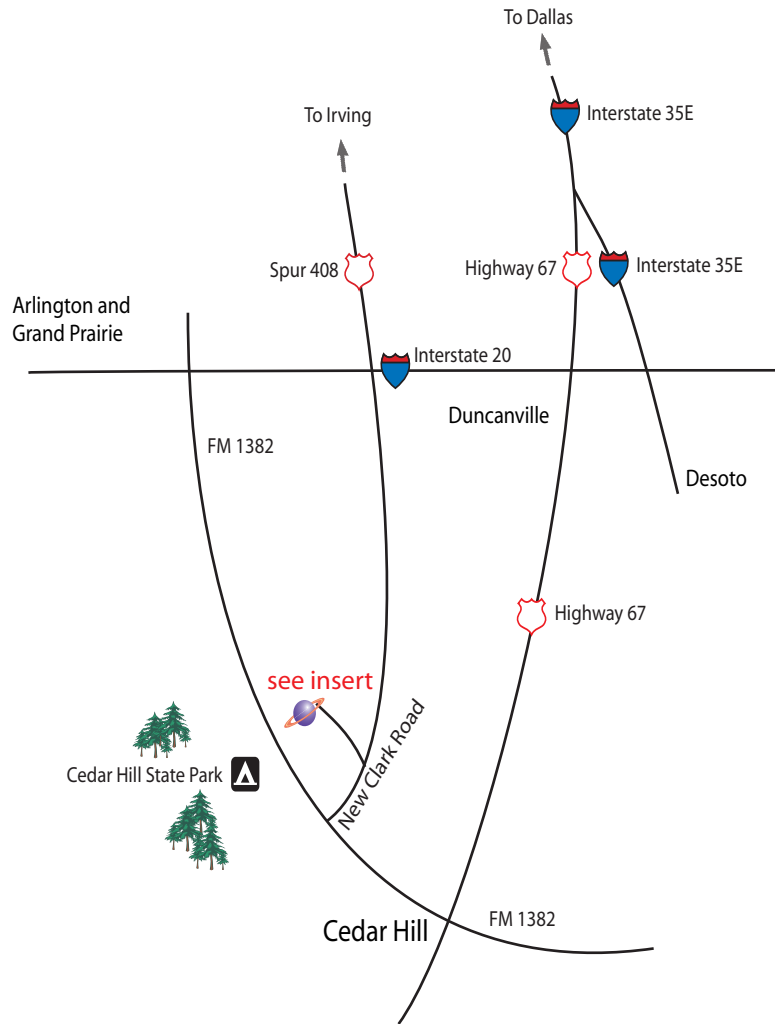 To Dallas
Interstate 35E
To Irving
Spur 408
Highway 67
Interstate 35E
Arlington and
Grand Prairie
Interstate 20
Duncanville
FM 1382
Desoto
Highway 67
see insert
New Clark Road
Cedar Hill State Park
FM 1382
Cedar Hill